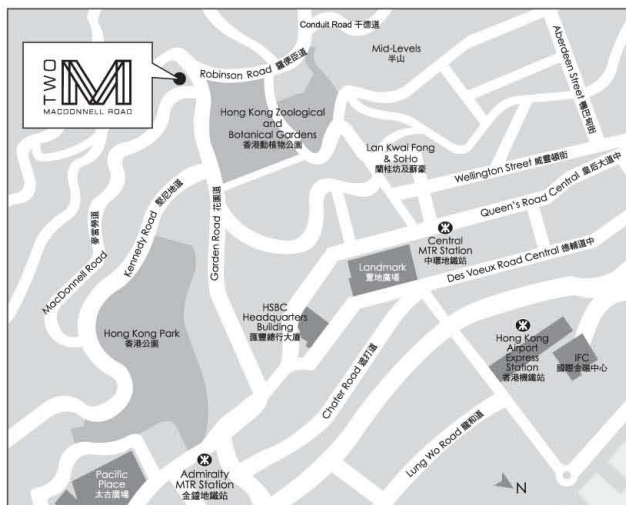 Conduit Road 干德道
Mid-Levels
半山
Aberdeen Street 鴨巴甸街
TWO
M
MACDONNELL ROAD
Robinson Road 羅便臣道
Hong Kong Zoological
and
Botanical Gardens
香港動植物公園
Lan Kwai Fong
& SoHo
蘭桂坊及蘇豪
Wellington Street 威靈頓街
Queen's Road Central 皇后大道中
MacDonnell Road 麥當勞道
Kennedy Road 堅尼地道
Garden Road 花園道
Central
MTR Station
中環地鐵站
Des Voeux Road Central 德輔道中
Landmark
置地廣場
HSBC
Headquarters
Building
匯豐總行大廈
Hong Kong Park
香港公園
Hong Kong
Airport
Express
Station
香港機鐵站
IFC
國際金融中心
Chater Road 遮打道
Lung Wo Road 龍和道
Pacific
Place
太古廣場
Admiralty
MTR Station
金鐘地鐵站
N